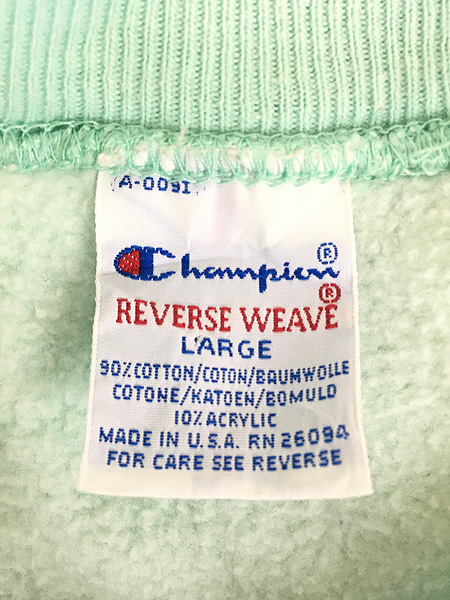 A-0091
Champion®
REVERSE WEAVE®
LARGE
90% COTTON/COTON/BAUMWOLLE
COTONE/KATOEN/BOMULD
10% ACRYLIC
MADE IN U.S.A. RN 26094
FOR CARE SEE REVERSE